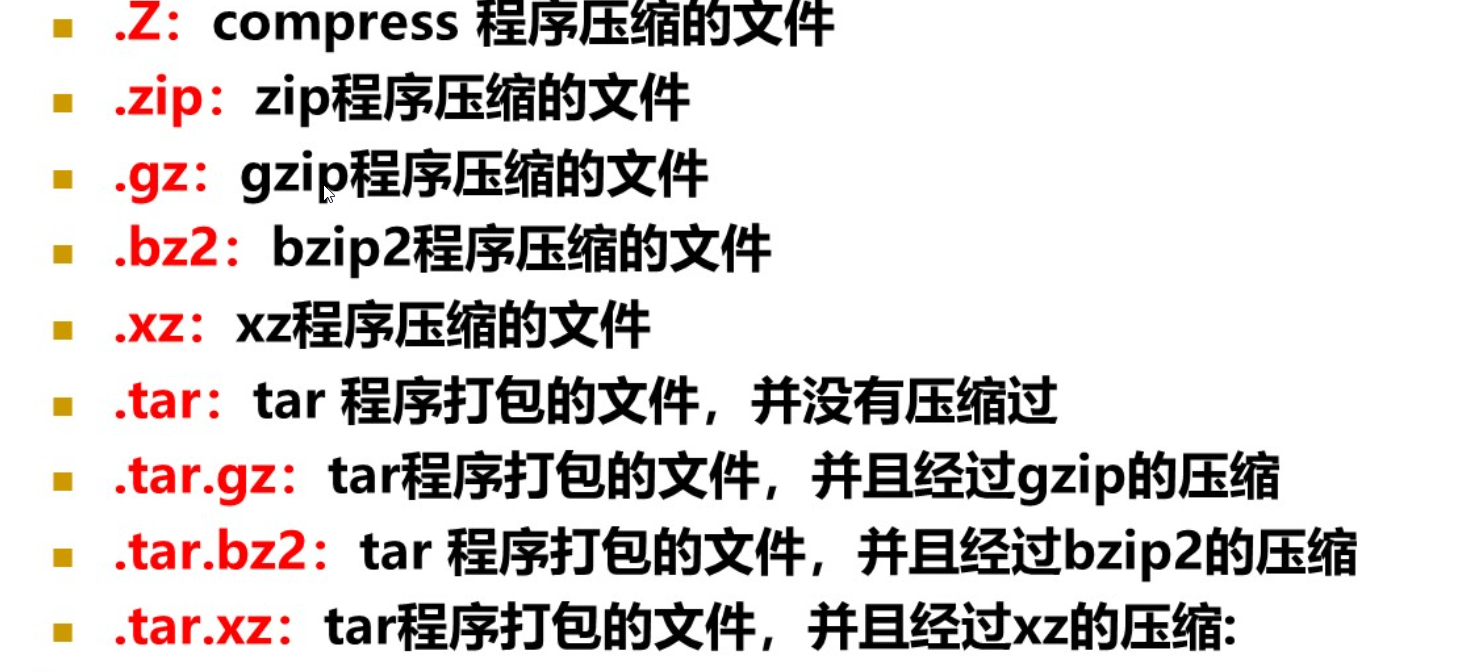 .Z：compress 程序压缩的文件
.zip：zip程序压缩的文件
.gz：gzip程序压缩的文件
.bz2：bzip2程序压缩的文件
.xz：xz程序压缩的文件
.tar：tar 程序打包的文件，并没有压缩过
.tar.gz：tar程序打包的文件，并且经过gzip的压缩
.tar.bz2：tar 程序打包的文件，并且经过bzip2的压缩
.tar.xz：tar程序打包的文件，并且经过xz的压缩: